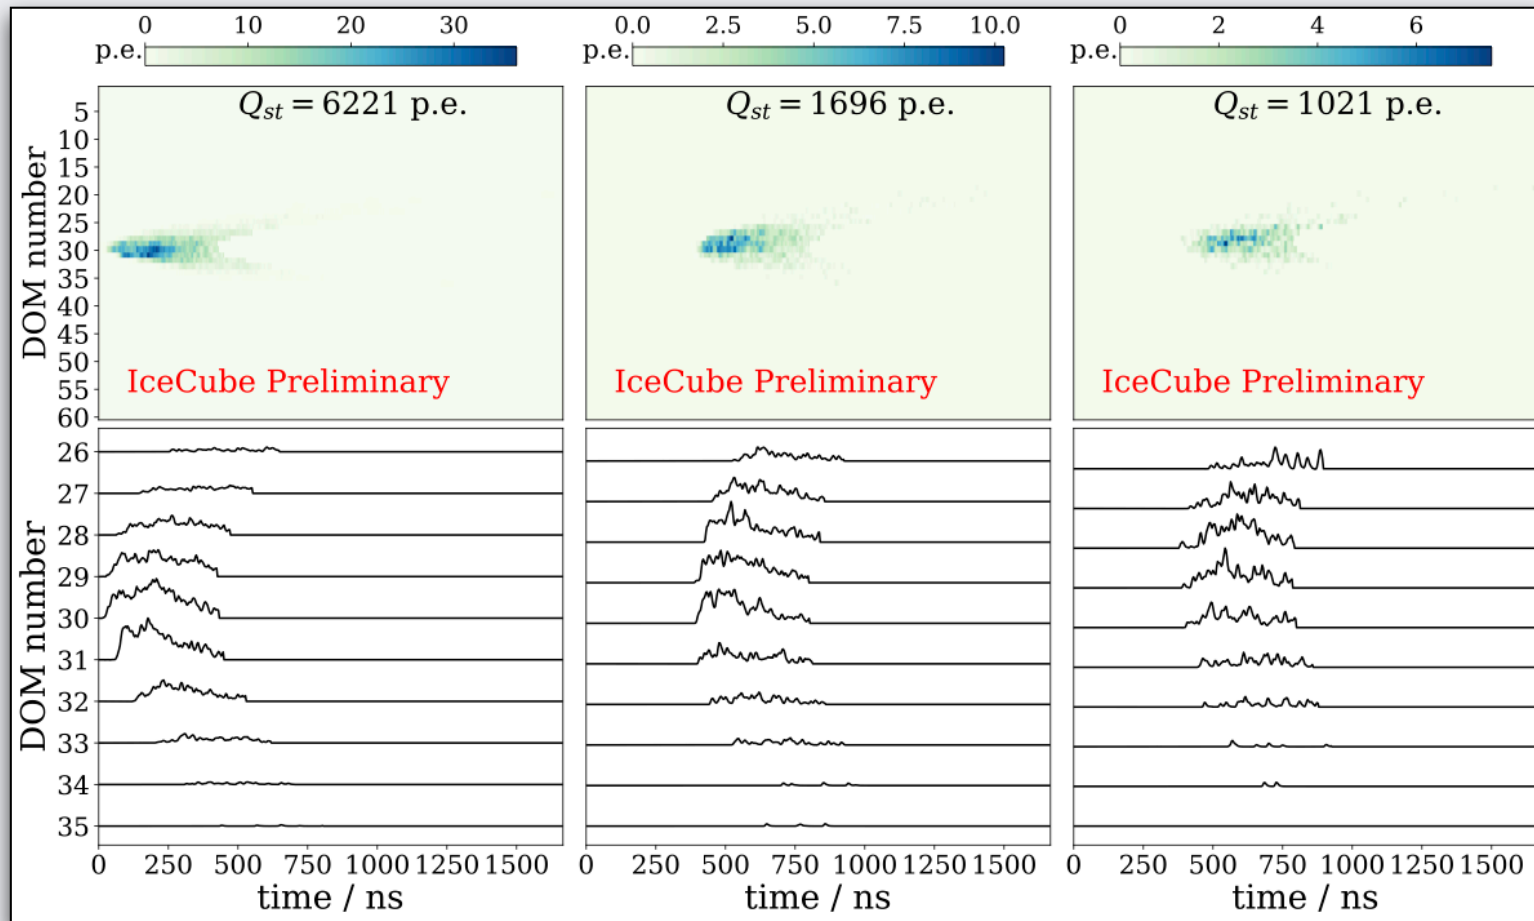 0 10 20 30
p.e.
0.0 2.5 5.0 7.5 10.0
p.e.
0 2 4 6
p.e.
Q_st = 6221 p.e.
Q_st = 1696 p.e.
Q_st = 1021 p.e.
DOM number
5
10
15
20
25
30
35
40
45
50
55
60
IceCube Preliminary
IceCube Preliminary
IceCube Preliminary
DOM number
26
27
28
29
30
31
32
33
34
35
0 250 500 750 1000 1250 1500
0 250 500 750 1000 1250 1500
0 250 500 750 1000 1250 1500
time / ns
time / ns
time / ns